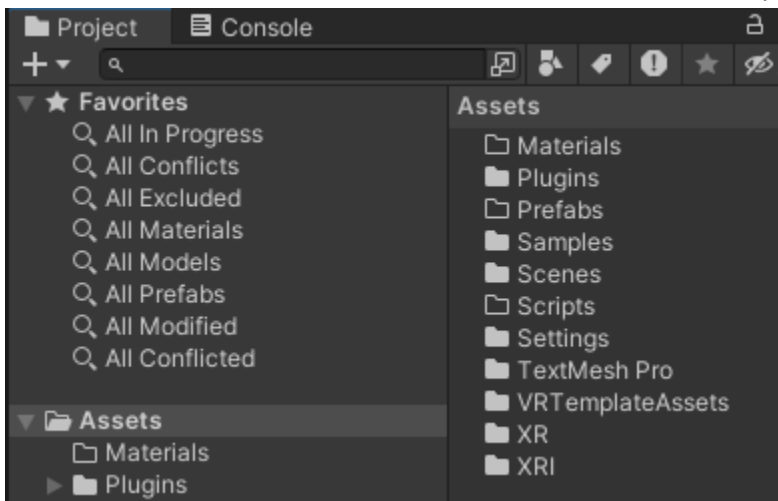 Project
Console
Favorites
All In Progress
All Conflicts
All Excluded
All Materials
All Models
All Prefabs
All Modified
All Conflicted
Assets
Materials
Plugins
Assets
Materials
Plugins
Prefabs
Samples
Scenes
Scripts
Settings
TextMesh Pro
VRTemplateAssets
XR
XRI